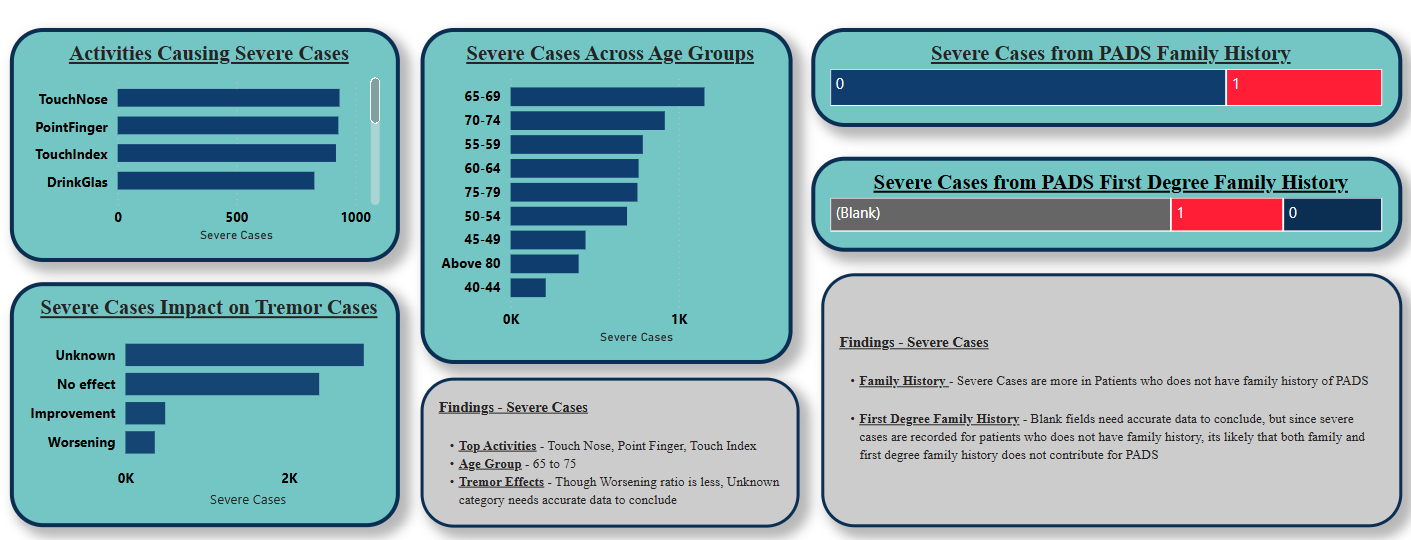 Activities Causing Severe Cases
TouchNose
PointFinger
TouchIndex
DrinkGlas
0 500 1000
Severe Cases
Severe Cases Impact on Tremor Cases
Unknown
No effect
Improvement
Worsening
0K 2K
Severe Cases
Severe Cases Across Age Groups
65-69
70-74
55-59
60-64
75-79
50-54
45-49
Above 80
40-44
0K 1K
Severe Cases
Findings - Severe Cases
• Top Activities - Touch Nose, Point Finger, Touch Index
• Age Group - 65 to 75
• Tremor Effects - Though Worsening ratio is less, Unknown
category needs accurate data to conclude
Severe Cases from PADS Family History
0 1
Severe Cases from PADS First Degree Family History
(Blank) 1 0
Findings - Severe Cases
• Family History - Severe Cases are more in Patients who does not have family history of PADS
• First Degree Family History - Blank fields need accurate data to conclude, but since severe
cases are recorded for patients who does not have family history, its likely that both family and
first degree family history does not contribute for PADS